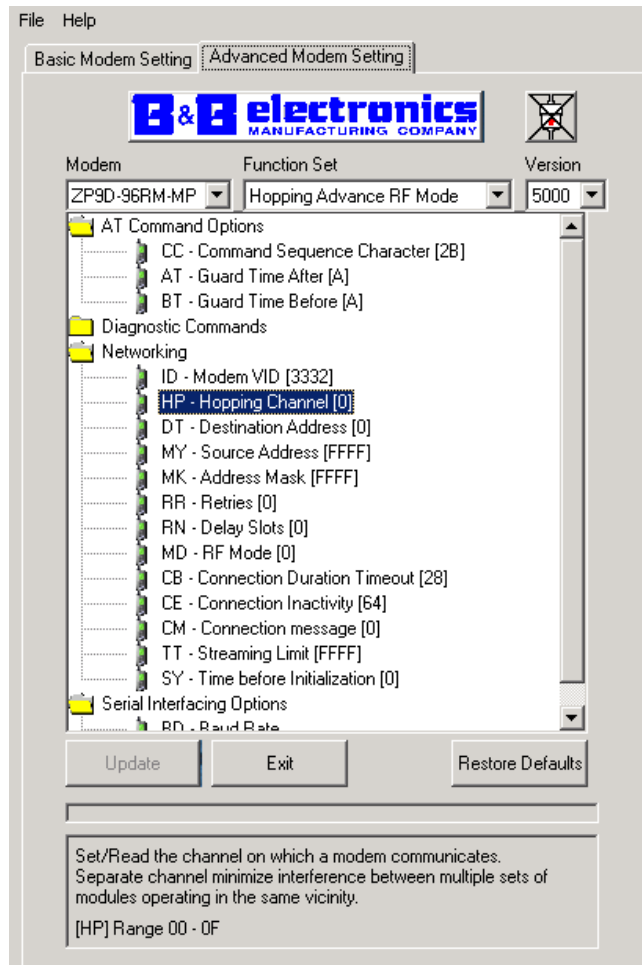 File Help
Basic Modem Setting Advanced Modem Setting
B&B electronics
MANUFACTURING COMPANY
Modem Function Set Version
ZP9D-96RM-MP Hopping Advance RF Mode 5000
AT Command Options
CC - Command Sequence Character [2B]
AT - Guard Time After [A]
BT - Guard Time Before [A]
Diagnostic Commands
Networking
ID - Modem VID [3332]
HP - Hopping Channel [0]
DT - Destination Address [0]
MY - Source Address [FFFF]
MK - Address Mask [FFFF]
RR - Retries [0]
RN - Delay Slots [0]
MD - RF Mode [0]
CB - Connection Duration Timeout [28]
CE - Connection Inactivity [64]
CM - Connection message [0]
TT - Streaming Limit [FFFF]
SY - Time before Initialization [0]
Serial Interfacing Options
BD - Baud Rate
Update Exit Restore Defaults
Set/Read the channel on which a modem communicates.
Separate channel minimize interference between multiple sets of
modules operating in the same vicinity.
[HP] Range 00 - 0F